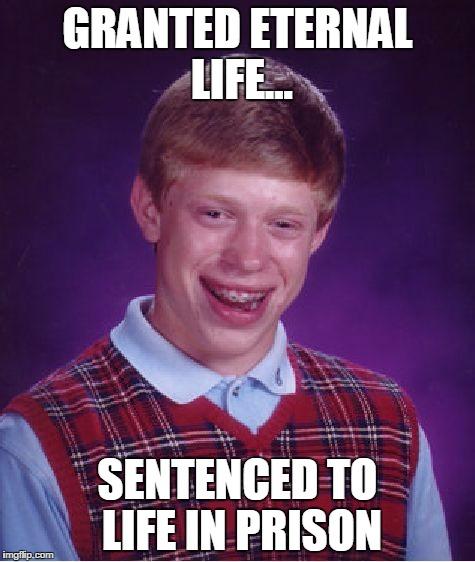 GRANTED ETERNAL
LIFE...
SENTENCED TO
LIFE IN PRISON
imgflip.com